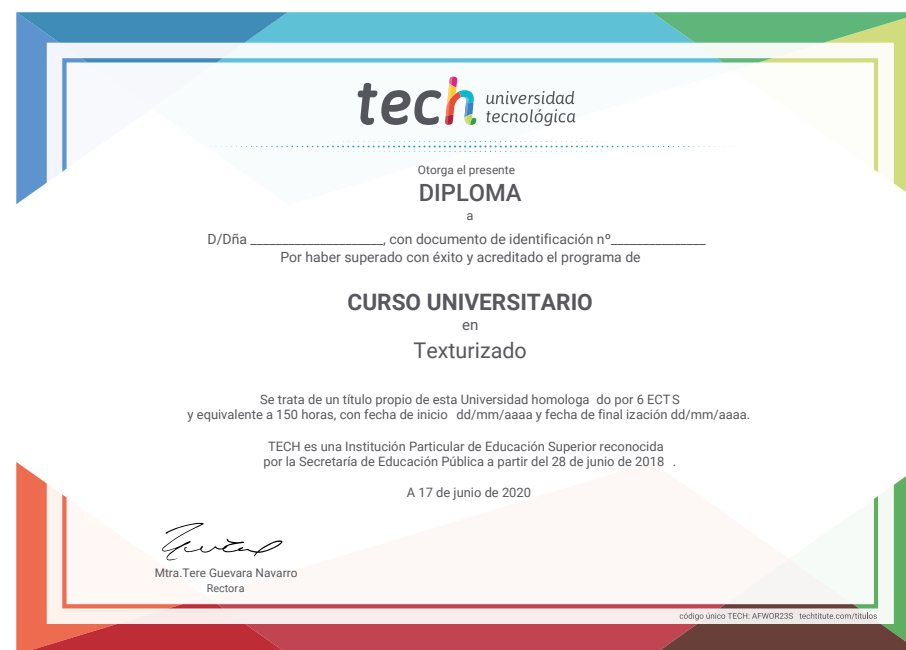 tech universidad
tecnológica
Otorga el presente
DIPLOMA
a
D/Dña ____________________, con documento de identificación nº______________
Por haber superado con éxito y acreditado el programa de
CURSO UNIVERSITARIO
en
Texturizado
Se trata de un título propio de esta Universidad homologa do por 6 ECTS
y equivalente a 150 horas, con fecha de inicio dd/mm/aaaa y fecha de final ización dd/mm/aaaa.
TECH es una Institución Particular de Educación Superior reconocida
por la Secretaría de Educación Pública a partir del 28 de junio de 2018 .
A 17 de junio de 2020
Mtra.Tere Guevara Navarro
Rectora
código único TECH: AFWOR23S techtitute.com/titulos